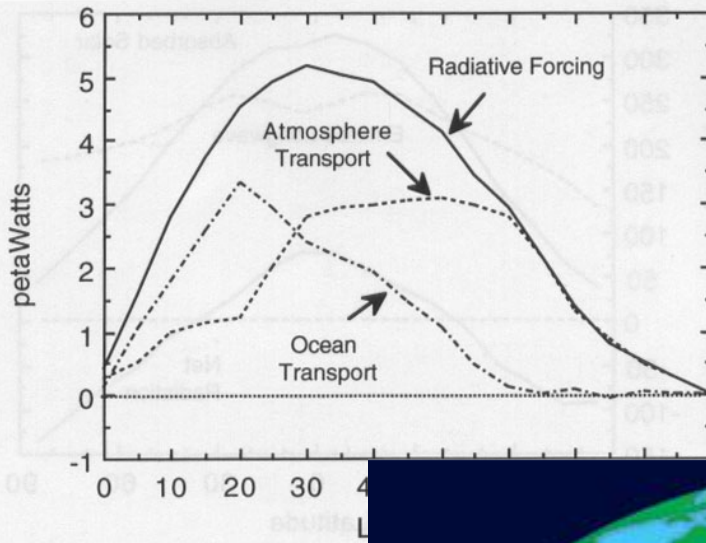 petaWatts
6
5
4
3
2
1
0
-1
Radiative Forcing
Atmosphere
Transport
Ocean
Transport
0
10
20
30